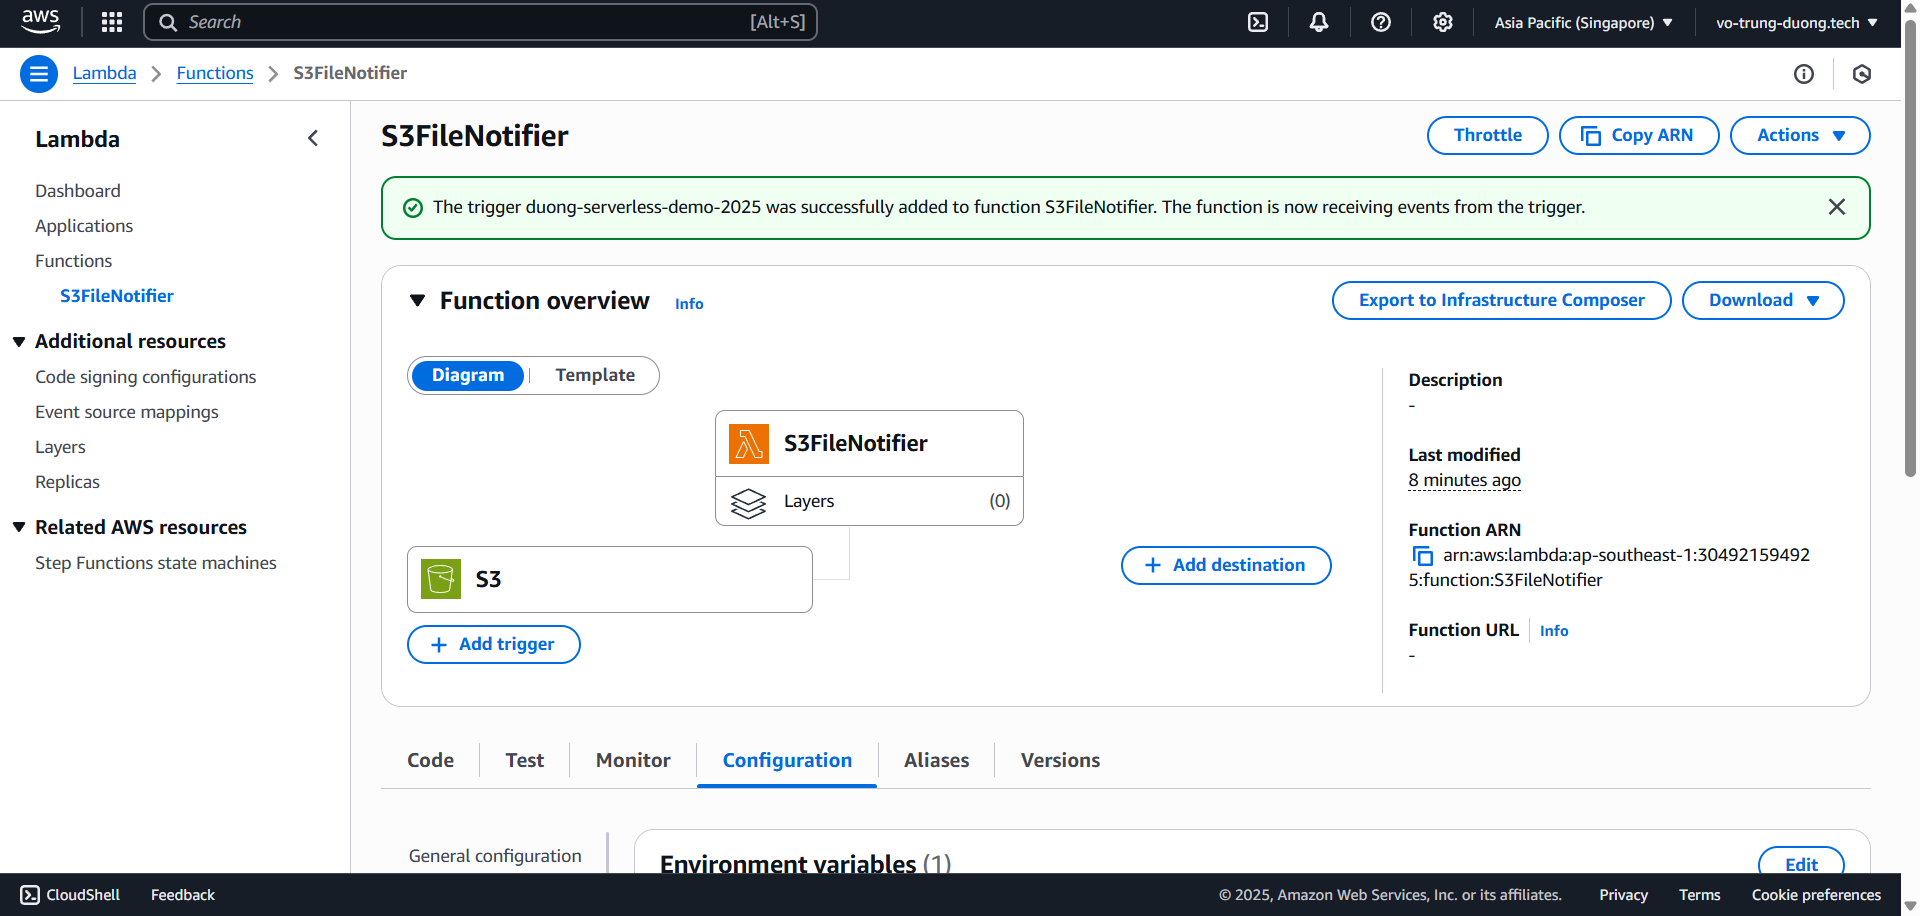 aws
Search [Alt+S]
Asia Pacific (Singapore)
vo-trung-duong.tech
Lambda
Functions
S3FileNotifier
Lambda
Dashboard
Applications
Functions
S3FileNotifier
Additional resources
Code signing configurations
Event source mappings
Layers
Replicas
Related AWS resources
Step Functions state machines
S3FileNotifier
Throttle
Copy ARN
Actions
The trigger duong-serverless-demo-2025 was successfully added to function S3FileNotifier. The function is now receiving events from the trigger.
Function overview Info
Export to Infrastructure Composer
Download
Diagram
Template
S3FileNotifier
Layers (0)
S3
+ Add trigger
+ Add destination
Description
-
Last modified
8 minutes ago
Function ARN
arn:aws:lambda:ap-southeast-1:30492159492
5:function:S3FileNotifier
Function URL Info
-
Code
Test
Monitor
Configuration
Aliases
Versions
General configuration
Environment variables (1)
Edit
CloudShell
Feedback
© 2025, Amazon Web Services, Inc. or its affiliates.
Privacy
Terms
Cookie preferences